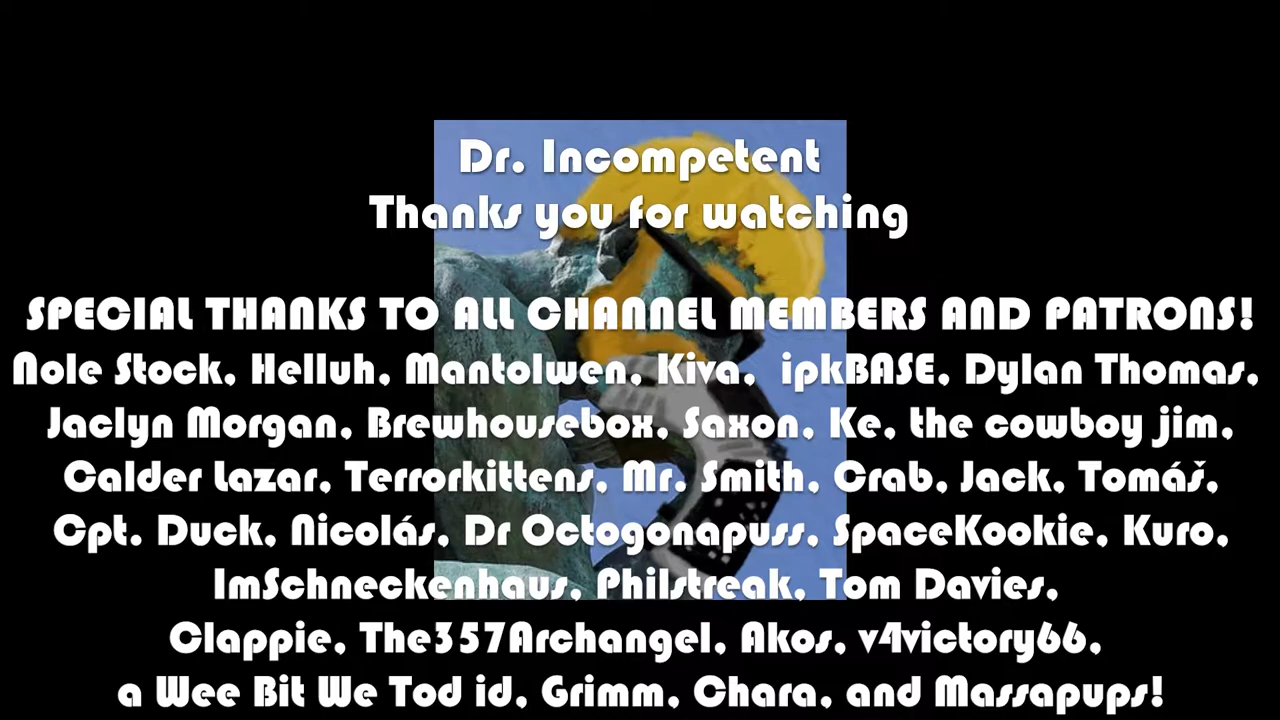 Dr. Incompetent
Thanks you for watching
SPECIAL THANKS TO ALL CHANNEL MEMBERS AND PATRONS!
Nole Stock, Helluh, Mantolwen, Kiva, ipkBASE, Dylan Thomas,
Jaclyn Morgan, Brewhousebox, Saxon, Ke, the cowboy jim,
Calder Lazar, Terrorkittens, Mr. Smith, Crab, Jack, Tomáš,
Cpt. Duck, Nicolás, Dr Octogonapuss, SpaceKookie, Kuro,
ImSchneckenhaus, Philstreak, Tom Davies,
Clappie, The357Archangel, Akos, v4victory66,
a Wee Bit We Tod id, Grimm, Chara, and Massapups!